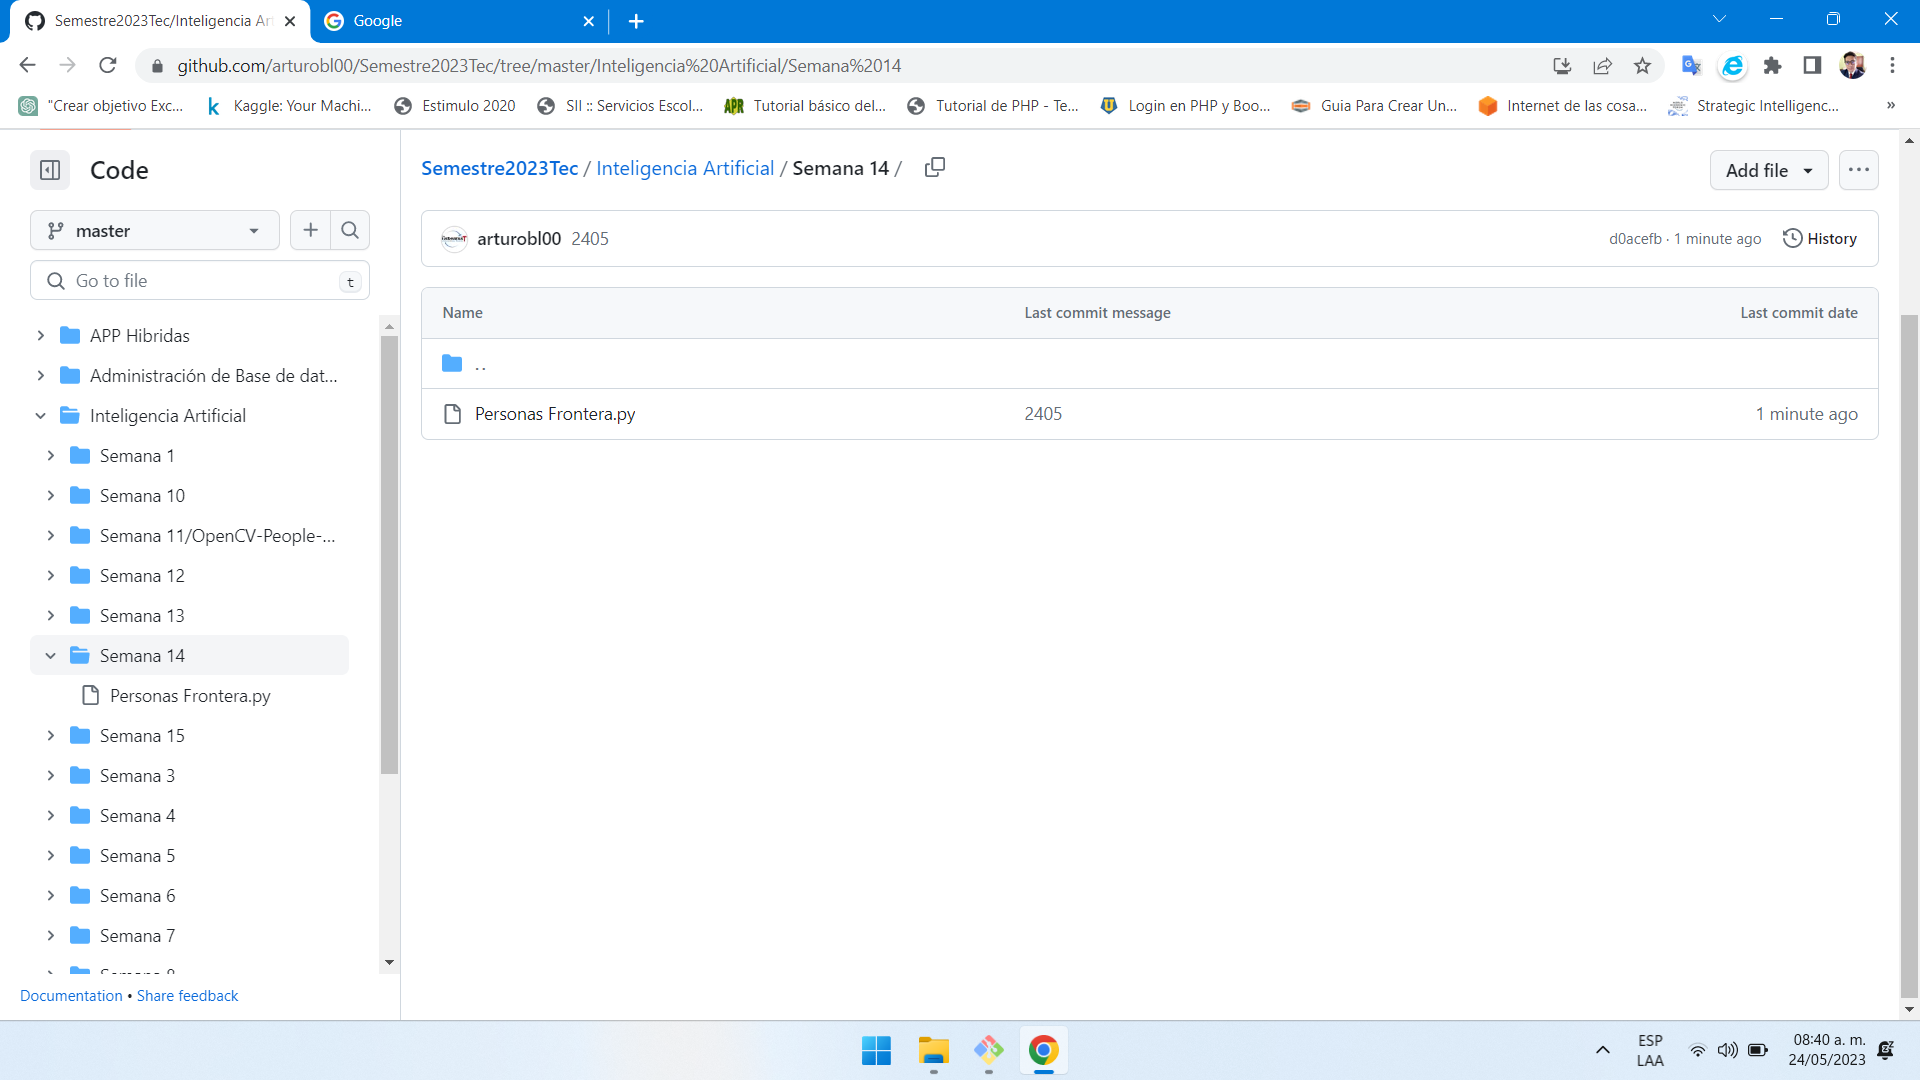 Semestre2023Tec/Inteligencia Ar
Google
github.com/arturobl00/Semestre2023Tec/tree/master/Inteligencia%20Artificial/Semana%2014
"Crear objetivo Exc...
Kaggle: Your Machi...
Estimulo 2020
SII :: Servicios Escol...
Tutorial básico del...
Tutorial de PHP - Te...
Login en PHP y Boo...
Guia Para Crear Un...
Internet de las cosa...
Strategic Intelligenc...
»
Code
master
Go to file
t
APP Hibridas
Administración de Base de dat...
Inteligencia Artificial
Semana 1
Semana 10
Semana 11/OpenCV-People-...
Semana 12
Semana 13
Semana 14
Personas Frontera.py
Semana 15
Semana 3
Semana 4
Semana 5
Semana 6
Semana 7
Documentation • Share feedback
Semestre2023Tec / Inteligencia Artificial / Semana 14 /
Add file
arturobl00 2405
d0acefb · 1 minute ago
History
Name
Last commit message
Last commit date
..
Personas Frontera.py
2405
1 minute ago
ESP
LAA
08:40 a. m.
24/05/2023